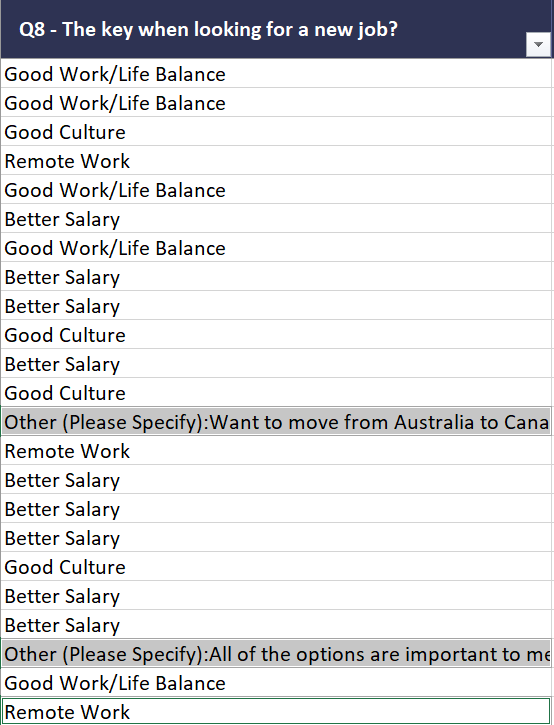 Q8 - The key when looking for a new job?
Good Work/Life Balance
Good Work/Life Balance
Good Culture
Remote Work
Good Work/Life Balance
Better Salary
Good Work/Life Balance
Better Salary
Better Salary
Good Culture
Better Salary
Good Culture
Other (Please Specify):Want to move from Australia to Cana
Remote Work
Better Salary
Better Salary
Better Salary
Good Culture
Better Salary
Better Salary
Other (Please Specify):All of the options are important to me
Good Work/Life Balance
Remote Work